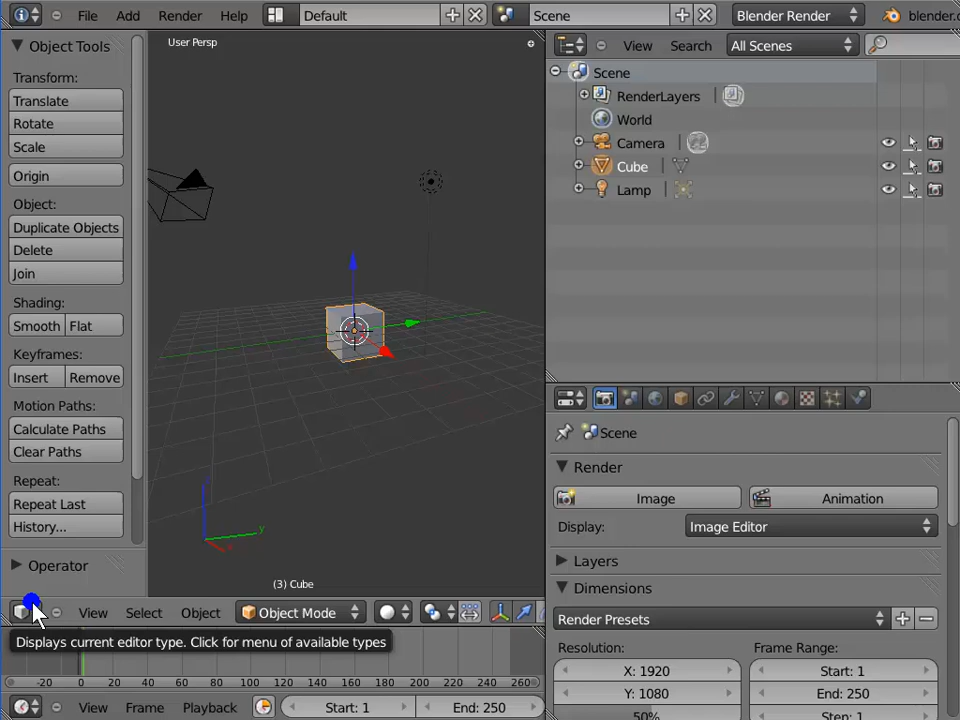 File Add Render Help Default Scene Blender Render
User Persp
Object Tools
Transform:
Translate
Rotate
Scale
Origin
Object:
Duplicate Objects
Delete
Join
Shading:
Smooth Flat
Keyframes:
Insert Remove
Motion Paths:
Calculate Paths
Clear Paths
Repeat:
Repeat Last
History...
Operator
z
y
x
(3) Cube
View Select Object Object Mode
Displays current editor type. Click for menu of available types
-20 0 20 40 60 80 100 120 140 160 180 200 220 240 260
View Frame Playback Start: 1 End: 250
View Search All Scenes
Scene
RenderLayers
World
Camera
Cube
Lamp
Scene
Render
Image Animation
Display: Image Editor
Layers
Dimensions
Render Presets
Resolution: Frame Range:
X: 1920 Start: 1
Y: 1080 End: 250
50% Step: 1